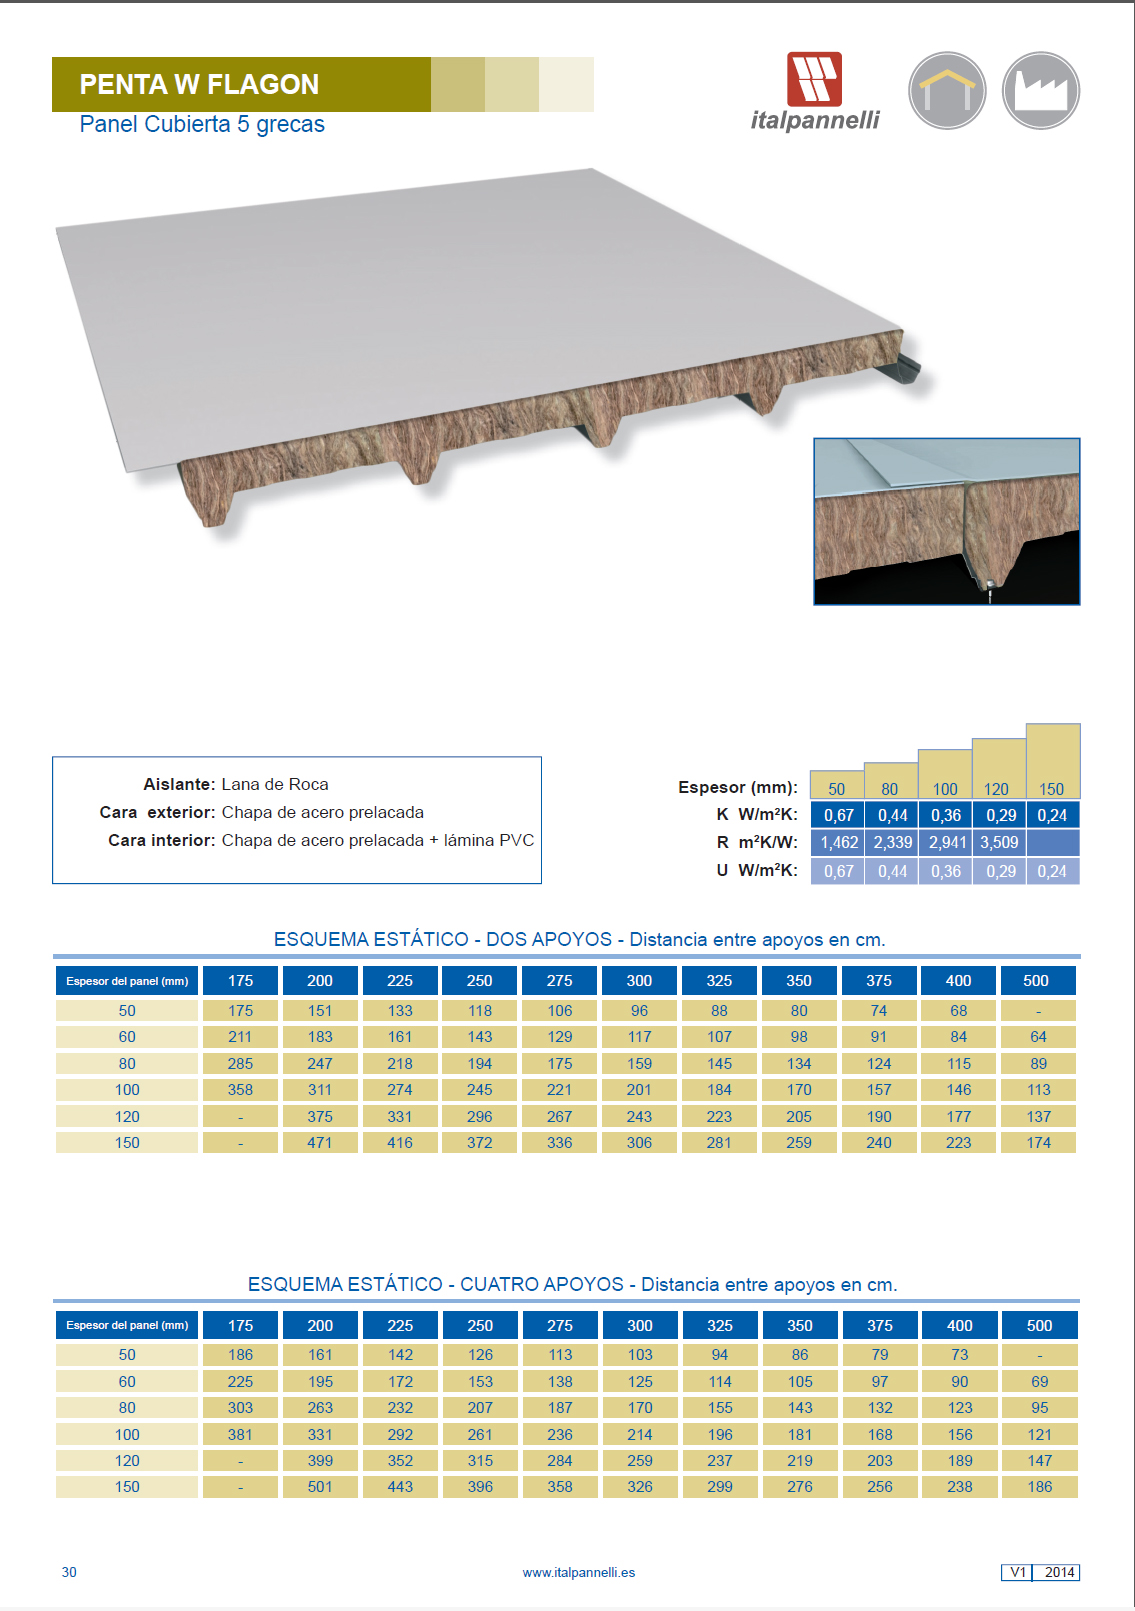 PENTA W FLAGON
Panel Cubierta 5 grecas
italpannelli
Aislante: Lana de Roca
Cara exterior: Chapa de acero prelacada
Cara interior: Chapa de acero prelacada + lámina PVC
Espesor (mm): 50 80 100 120 150
K W/m²K: 0,67 0,44 0,36 0,29 0,24
R m²K/W: 1,462 2,339 2,941 3,509
U W/m²K: 0,67 0,44 0,36 0,29 0,24
ESQUEMA ESTÁTICO - DOS APOYOS - Distancia entre apoyos en cm.
Espesor del panel (mm) 175 200 225 250 275 300 325 350 375 400 500
50 175 151 133 118 106 96 88 80 74 68 -
60 211 183 161 143 129 117 107 98 91 84 64
80 285 247 218 194 175 159 145 134 124 115 89
100 358 311 274 245 221 201 184 170 157 146 113
120 - 375 331 296 267 243 223 205 190 177 137
150 - 471 416 372 336 306 281 259 240 223 174
ESQUEMA ESTÁTICO - CUATRO APOYOS - Distancia entre apoyos en cm.
Espesor del panel (mm) 175 200 225 250 275 300 325 350 375 400 500
50 186 161 142 126 113 103 94 86 79 73 -
60 225 195 172 153 138 125 114 105 97 90 69
80 303 263 232 207 187 170 155 143 132 123 95
100 381 331 292 261 236 214 196 181 168 156 121
120 - 399 352 315 284 259 237 219 203 189 147
150 - 501 443 396 358 326 299 276 256 238 186
30 www.italpannelli.es V1 2014